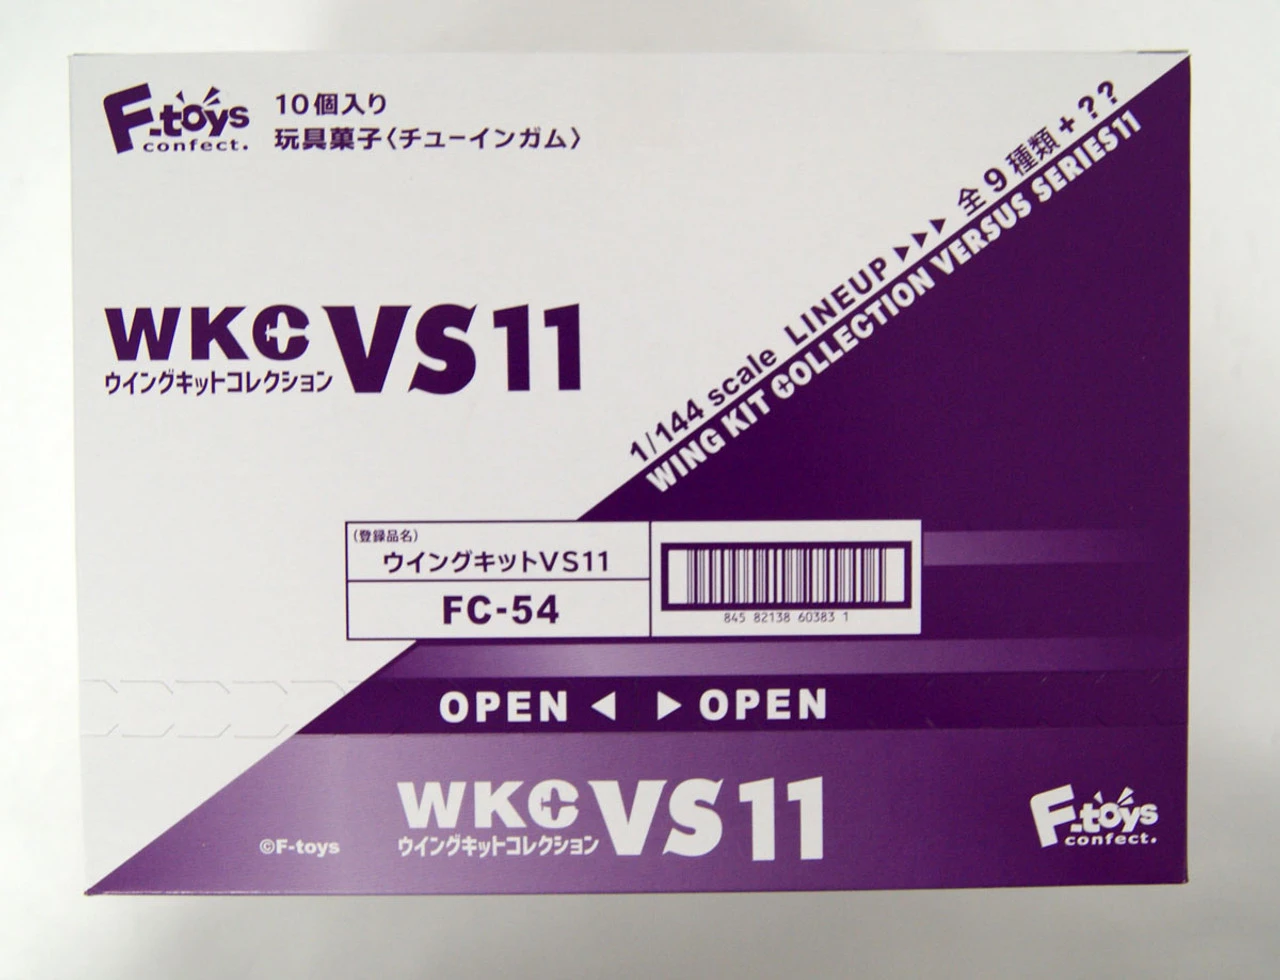 F-toys
confect.
10個入り
玩具菓子〈チューインガム〉
1/144 scale LINEUP ▶▶▶ 全9種類+??
WING KIT COLLECTION VERSUS SERIES11
WKC VS11
ウイングキットコレクション
(登録品名)
ウイングキットVS11
FC-54
845 82138 60383 1
OPEN ◀ ▶ OPEN
WKC VS11
ウイングキットコレクション
©F-toys
F-toys
confect.